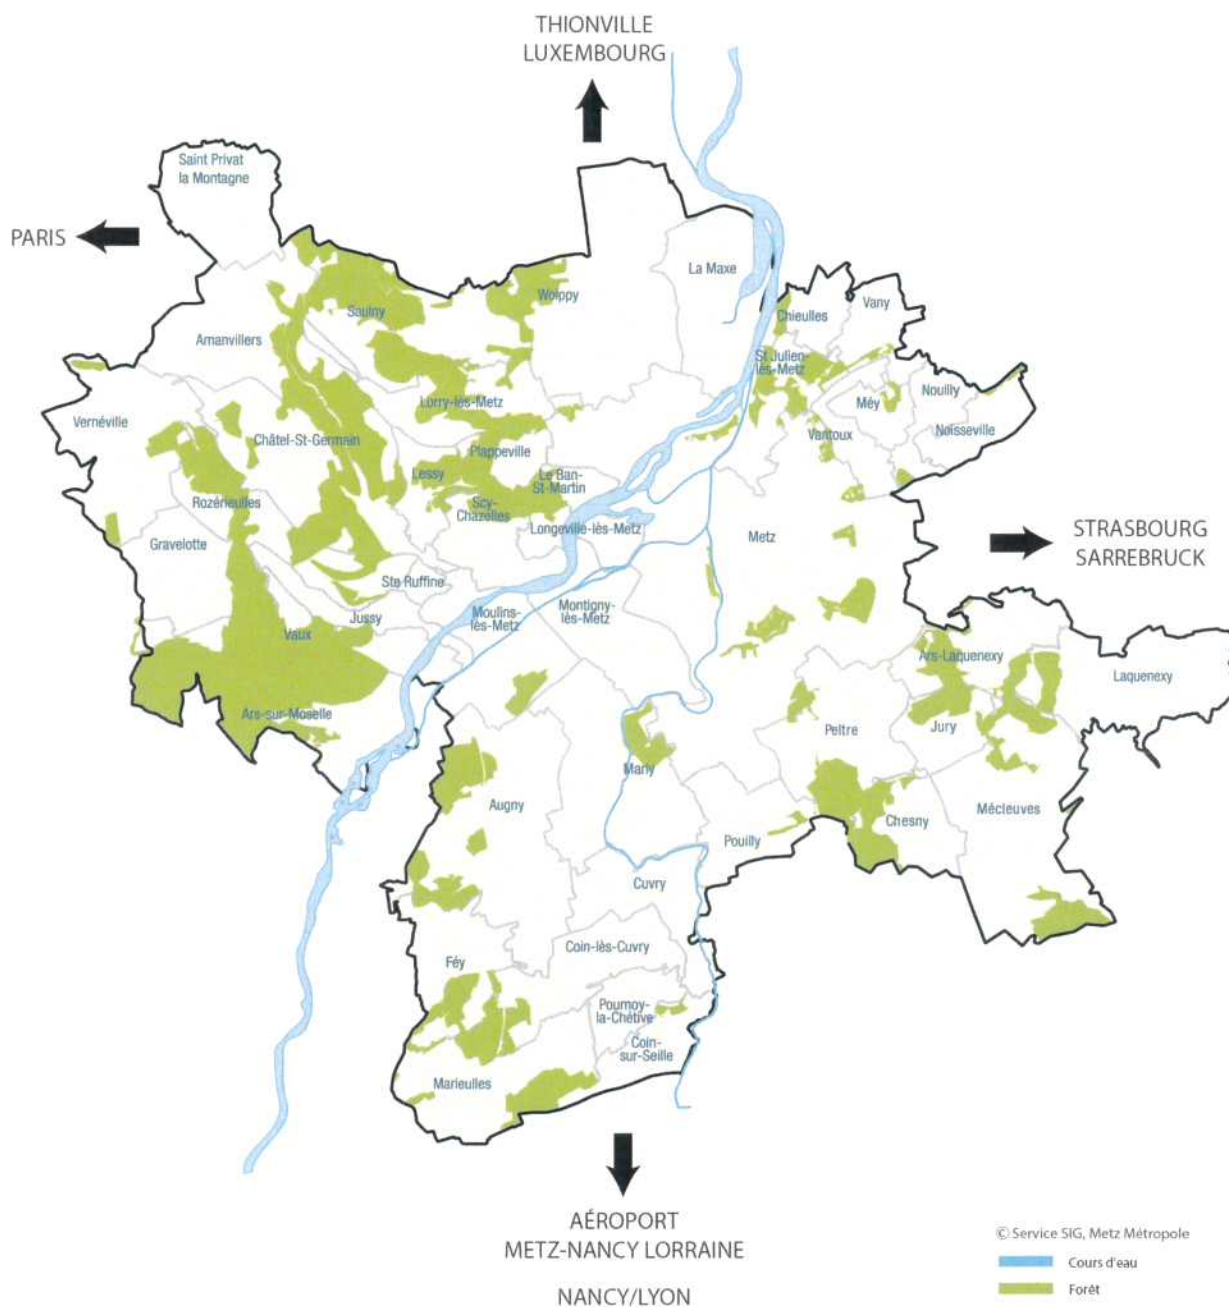 THIONVILLE
LUXEMBOURG
Saint Privat
la Montagne
PARIS
La Maxe
Woippy
Saulny
Chieulles
Vany
Amanvillers
St Julien-
lès-Metz
Nouilly
Méy
Lorry-lès-Metz
Vernéville
Noisseville
Châtel-St-Germain
Vantoux
Plappeville
Lessy
Le Ban-
St-Martin
Rozérieulles
Scy-
Chazelles
Longeville-lès-Metz
Metz
Gravelotte
STRASBOURG
SARREBRUCK
Ste Ruffine
Jussy
Moulins-
lès-Metz
Montigny-
lès-Metz
Vaux
Ars-Laquenexy
Laquenexy
Ars-sur-Moselle
Peltre
Jury
Marly
Augny
Mécleuves
Chesny
Pouilly
Cuvry
Coin-lès-Cuvry
Féy
Pournoy-
la-Chétive
Coin-
sur-Seille
Marieulles
AÉROPORT
METZ-NANCY LORRAINE
NANCY/LYON
© Service SIG, Metz Métropole
Cours d'eau
Forêt